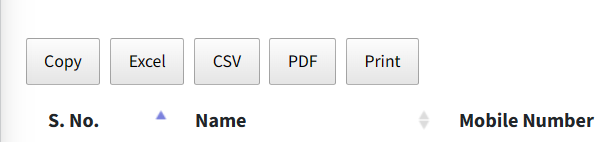 Copy Excel CSV PDF Print
S. No. Name Mobile Number